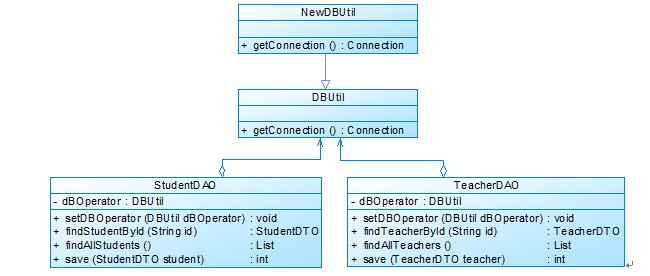 NewDBUtil
+ getConnection () : Connection
DBUtil
+ getConnection () : Connection
StudentDAO
- dBOperator : DBUtil
+ setDBOperator (DBUtil dBOperator) : void
+ findStudentById (String id) : StudentDTO
+ findAllStudents () : List
+ save (StudentDTO student) : int
TeacherDAO
- dBOperator : DBUtil
+ setDBOperator (DBUtil dBOperator) : void
+ findTeacherById (String id) : TeacherDTO
+ findAllTeachers () : List
+ save (TeacherDTO teacher) : int